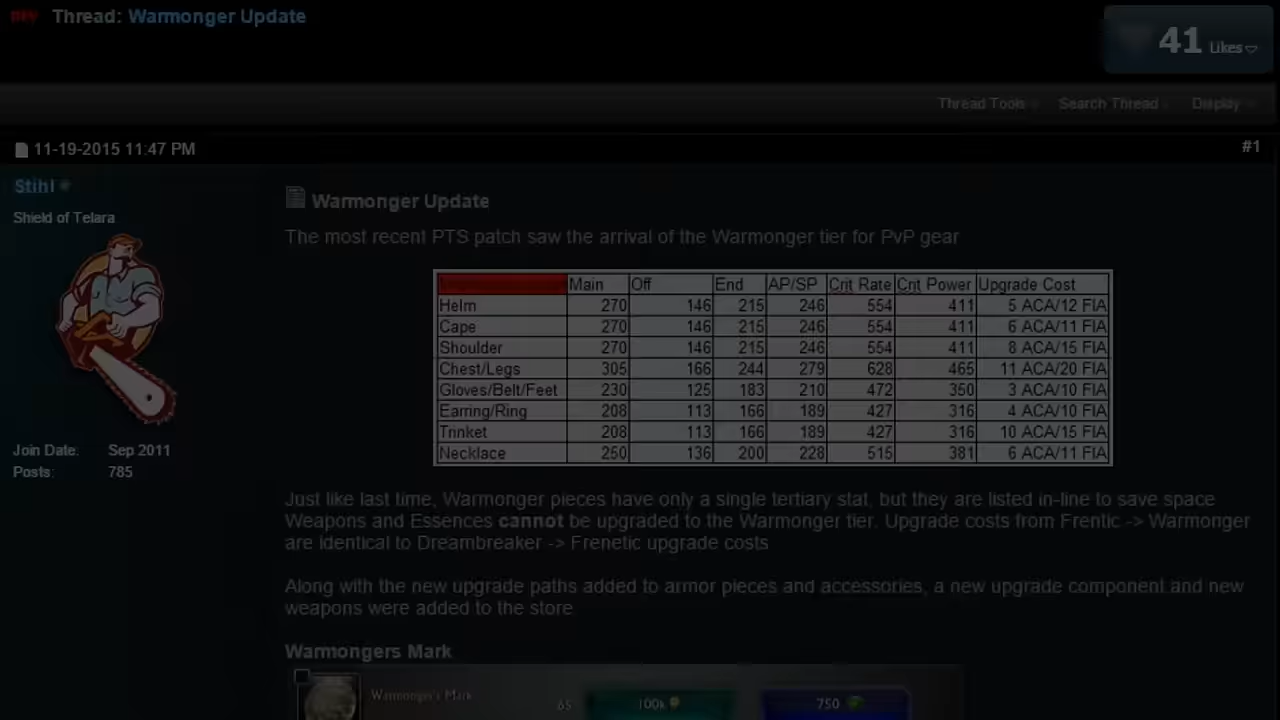 DEV Thread: Warmonger Update
41 Likes
Thread Tools Search Thread Display
11-19-2015 11:47 PM #1
Stihl
Shield of Telara
Join Date: Sep 2011
Posts: 785
Warmonger Update
The most recent PTS patch saw the arrival of the Warmonger tier for PvP gear
Main Off End AP/SP Crit Rate Crit Power Upgrade Cost
Helm 270 146 215 246 554 411 5 ACA/12 FIA
Cape 270 146 215 246 554 411 6 ACA/11 FIA
Shoulder 270 146 215 246 554 411 8 ACA/15 FIA
Chest/Legs 305 166 244 279 628 465 11 ACA/20 FIA
Gloves/Belt/Feet 230 125 183 210 472 350 3 ACA/10 FIA
Earring/Ring 208 113 166 189 427 316 4 ACA/10 FIA
Trinket 208 113 166 189 427 316 10 ACA/15 FIA
Necklace 250 136 200 228 515 381 6 ACA/11 FIA
Just like last time, Warmonger pieces have only a single tertiary stat, but they are listed in-line to save space
Weapons and Essences cannot be upgraded to the Warmonger tier. Upgrade costs from Frentic -> Warmonger
are identical to Dreambreaker -> Frenetic upgrade costs
Along with the new upgrade paths added to armor pieces and accessories, a new upgrade component and new
weapons were added to the store
Warmongers Mark
Warmonger's Mark 65 100k 750